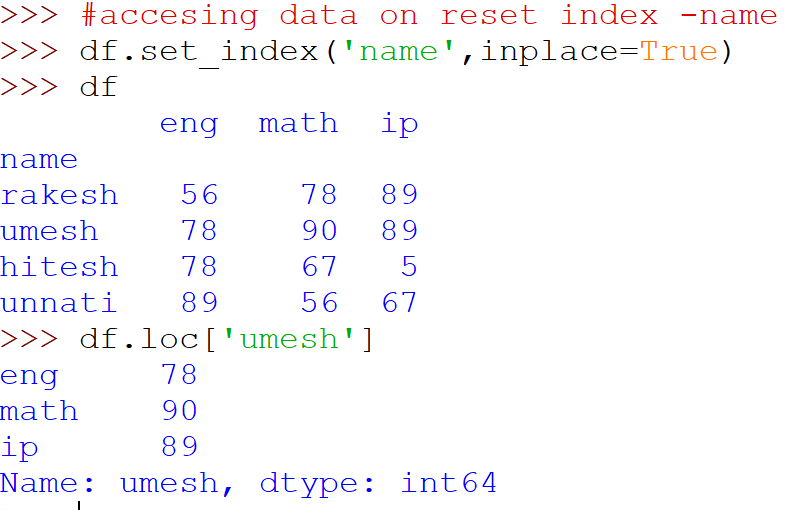 >>> #accesing data on reset index -name
>>> df.set_index('name',inplace=True)
>>> df
        eng  math  ip
name
rakesh   56    78  89
umesh    78    90  89
hitesh   78    67   5
unnati   89    56  67
>>> df.loc['umesh']
eng     78
math    90
ip      89
Name: umesh, dtype: int64